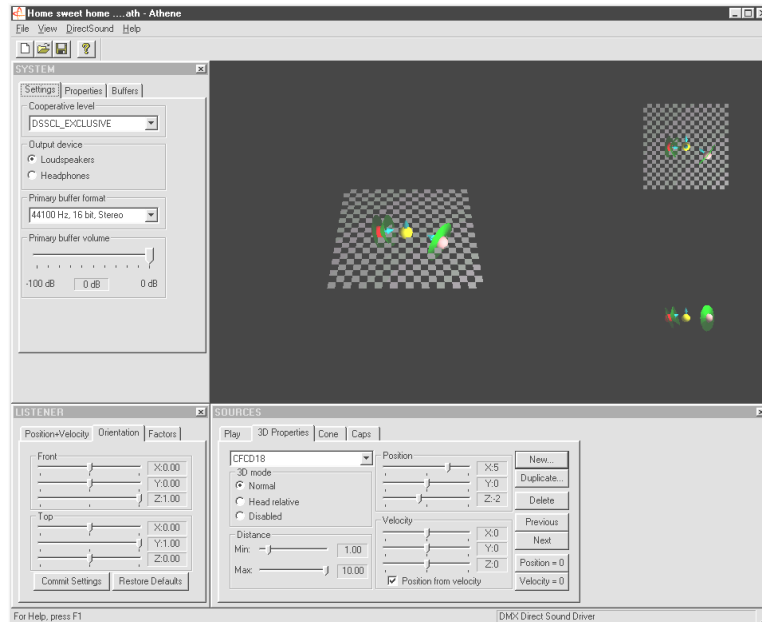 Home sweet home ....ath - Athene
File View DirectSound Help
SYSTEM
Settings Properties Buffers
Cooperative level
DSSCL_EXCLUSIVE
Output device
Loudspeakers
Headphones
Primary buffer format
44100 Hz, 16 bit, Stereo
Primary buffer volume
-100 dB 0 dB 0 dB
LISTENER
Position+Velocity Orientation Factors
Front
X:0.00
Y:0.00
Z:1.00
Top
X:0.00
Y:1.00
Z:0.00
Commit Settings Restore Defaults
SOURCES
Play 3D Properties Cone Caps
CFCD18
3D mode
Normal
Head relative
Disabled
Distance
Min: 1.00
Max: 10.00
Position
X:5
Y:0
Z:-2
Velocity
X:0
Y:0
Z:0
Position from velocity
New...
Duplicate...
Delete
Previous
Next
Position = 0
Velocity = 0
For Help, press F1
DMX Direct Sound Driver